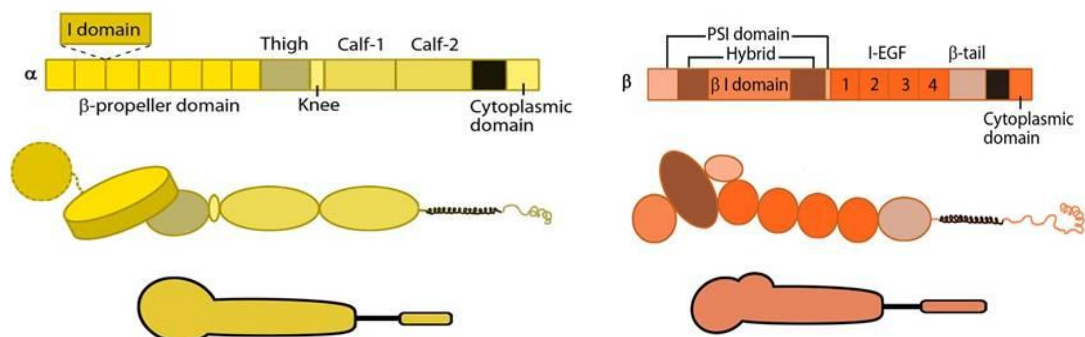 I domain
Thigh Calf-1 Calf-2
α
β-propeller domain
Knee
Cytoplasmic
domain
PSI domain
Hybrid
I-EGF β-tail
β
β I domain 1 2 3 4
Cytoplasmic
domain